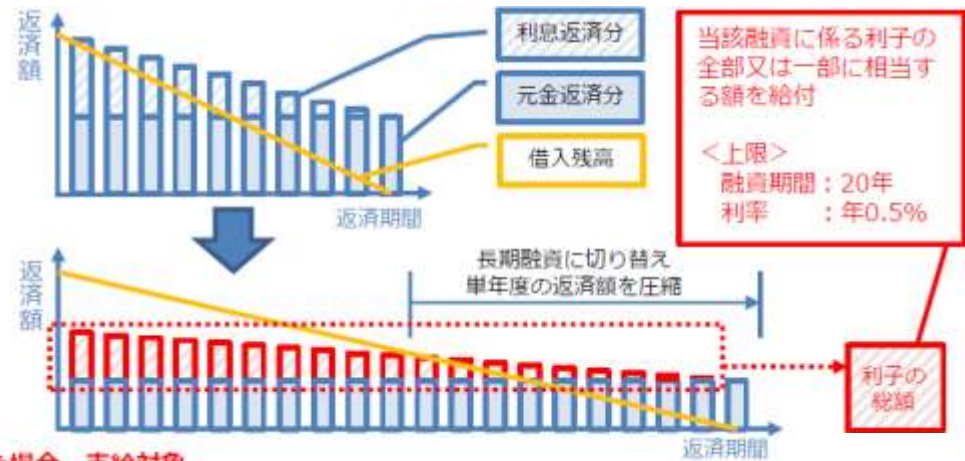 返済額
利息返済分
元金返済分
借入残高
返済期間
当該融資に係る利子の
全部又は一部に相当す
る額を給付
＜上限＞
融資期間：20年
利率　　：年0.5%
返済額
長期融資に切り替え
単年度の返済額を圧縮
利子の
総額
返済期間